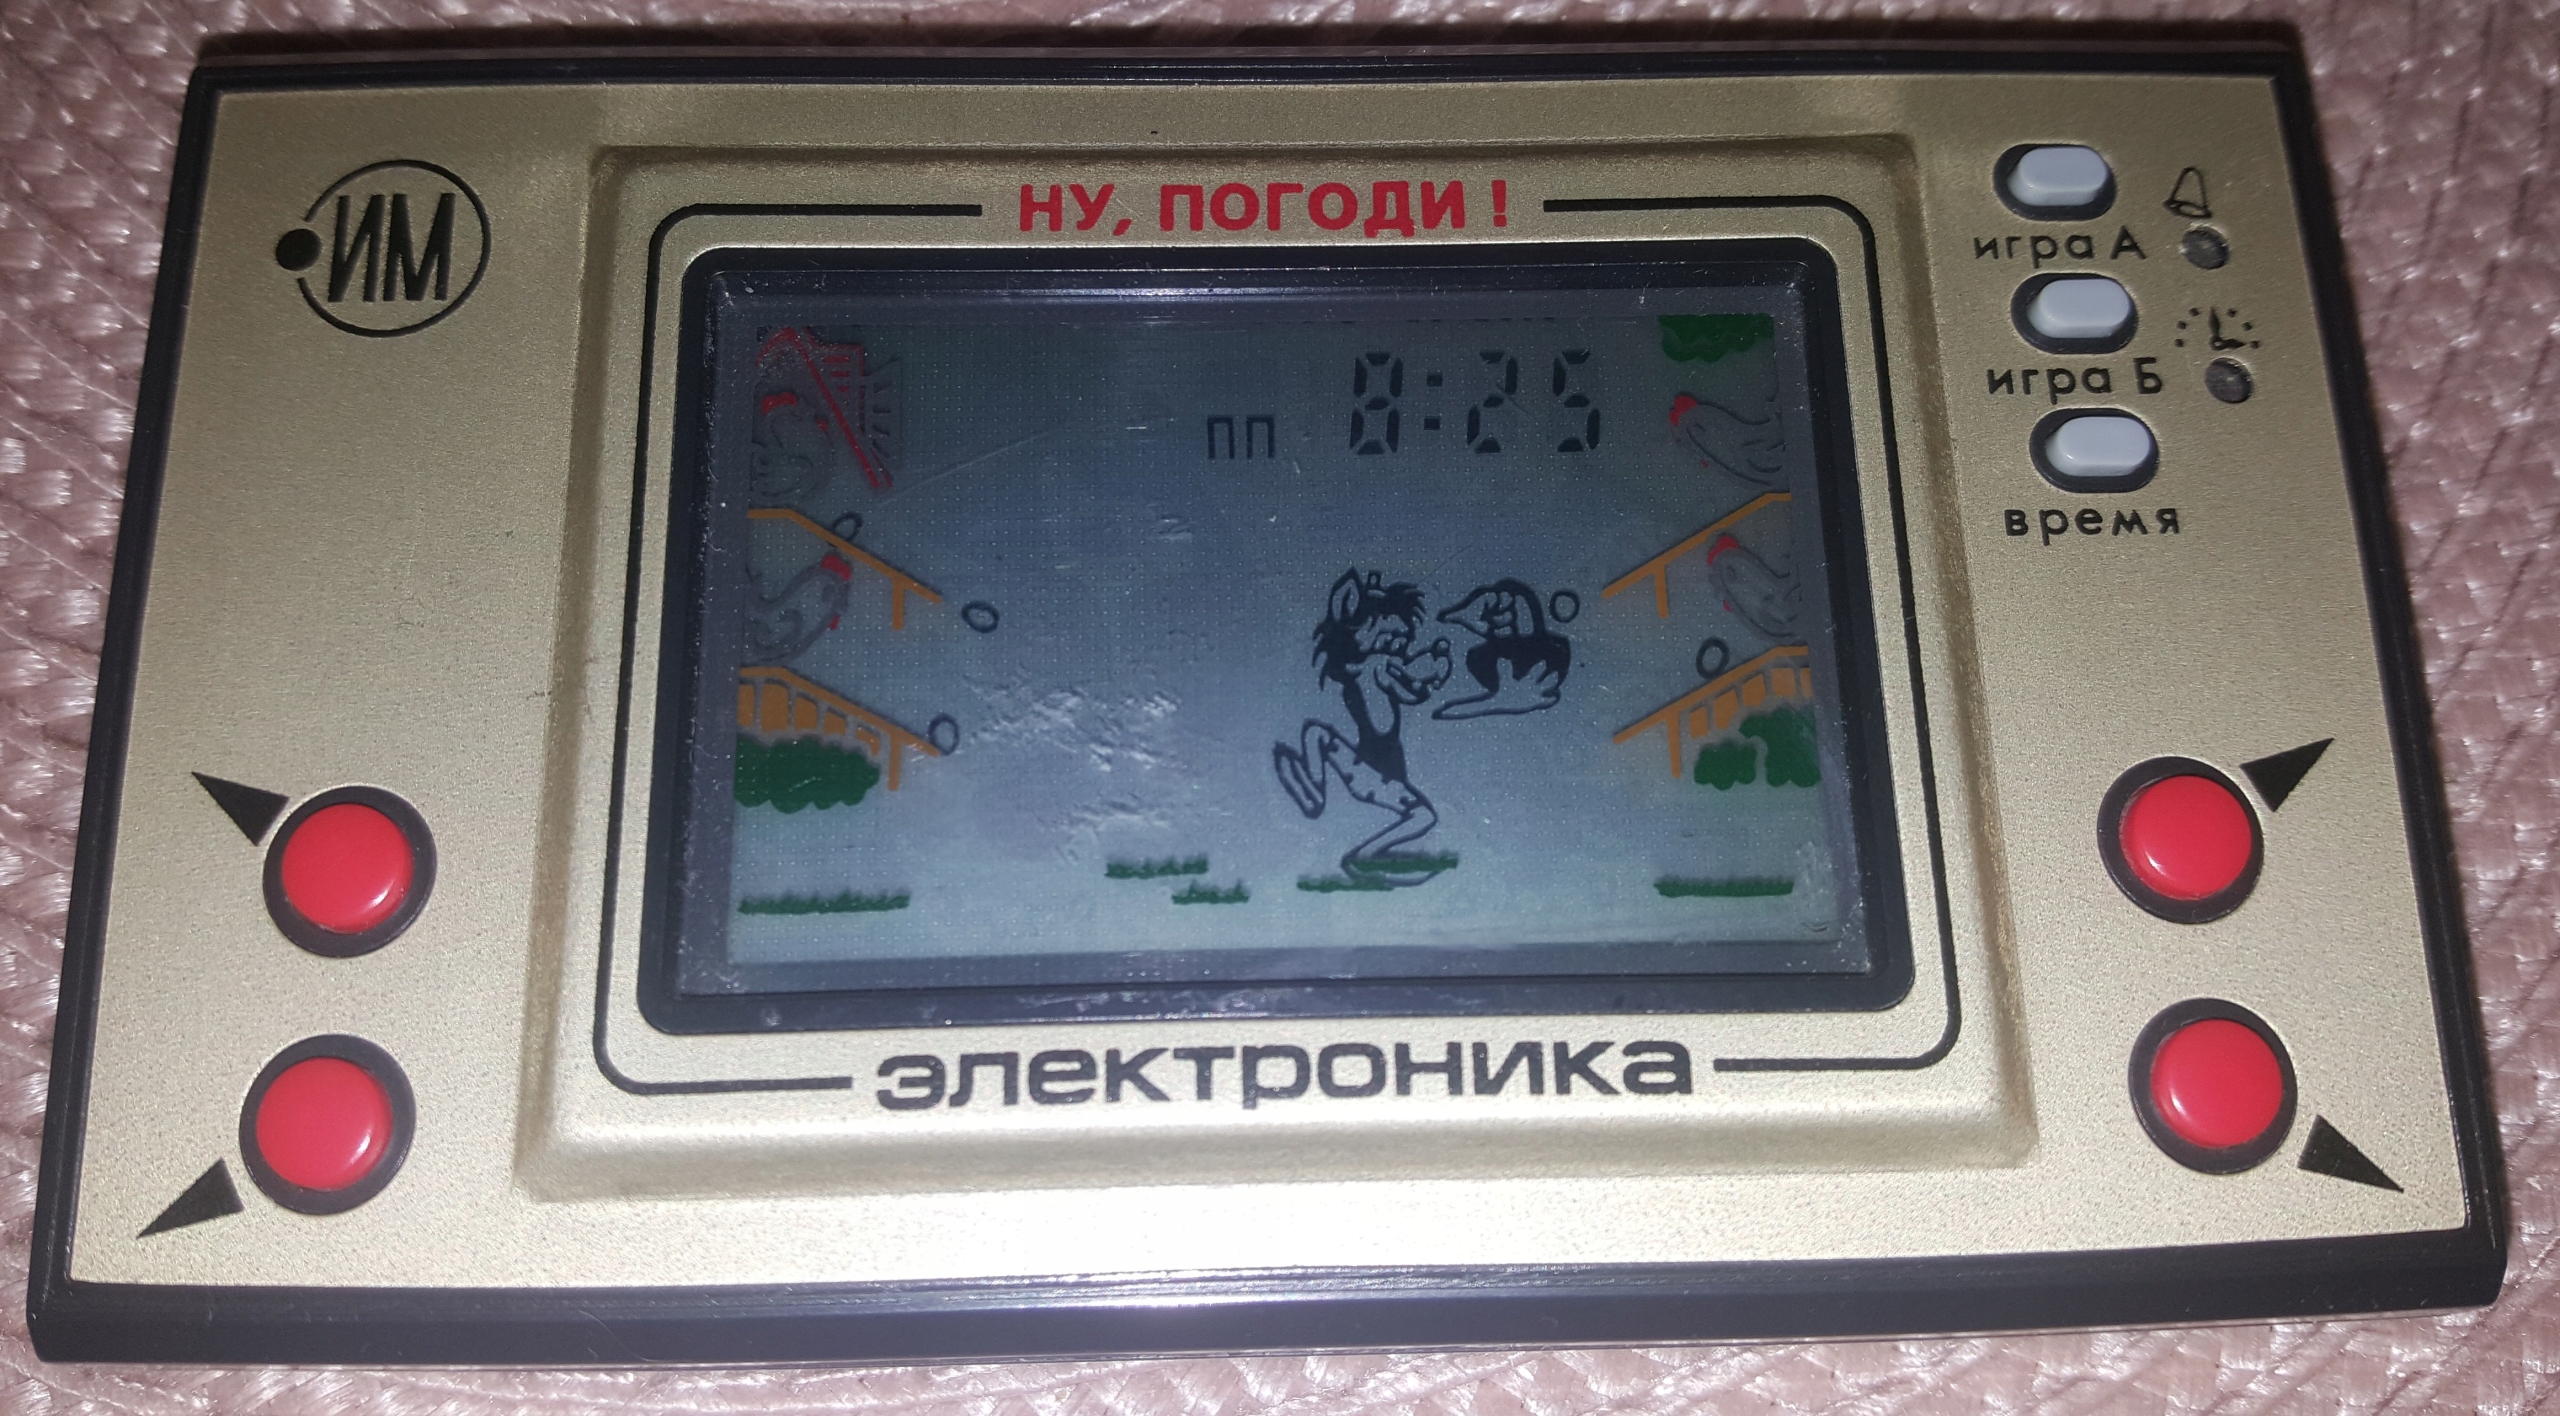 ИМ
НУ, ПОГОДИ!
игра А
игра Б
время
ПП 8:25
электроника